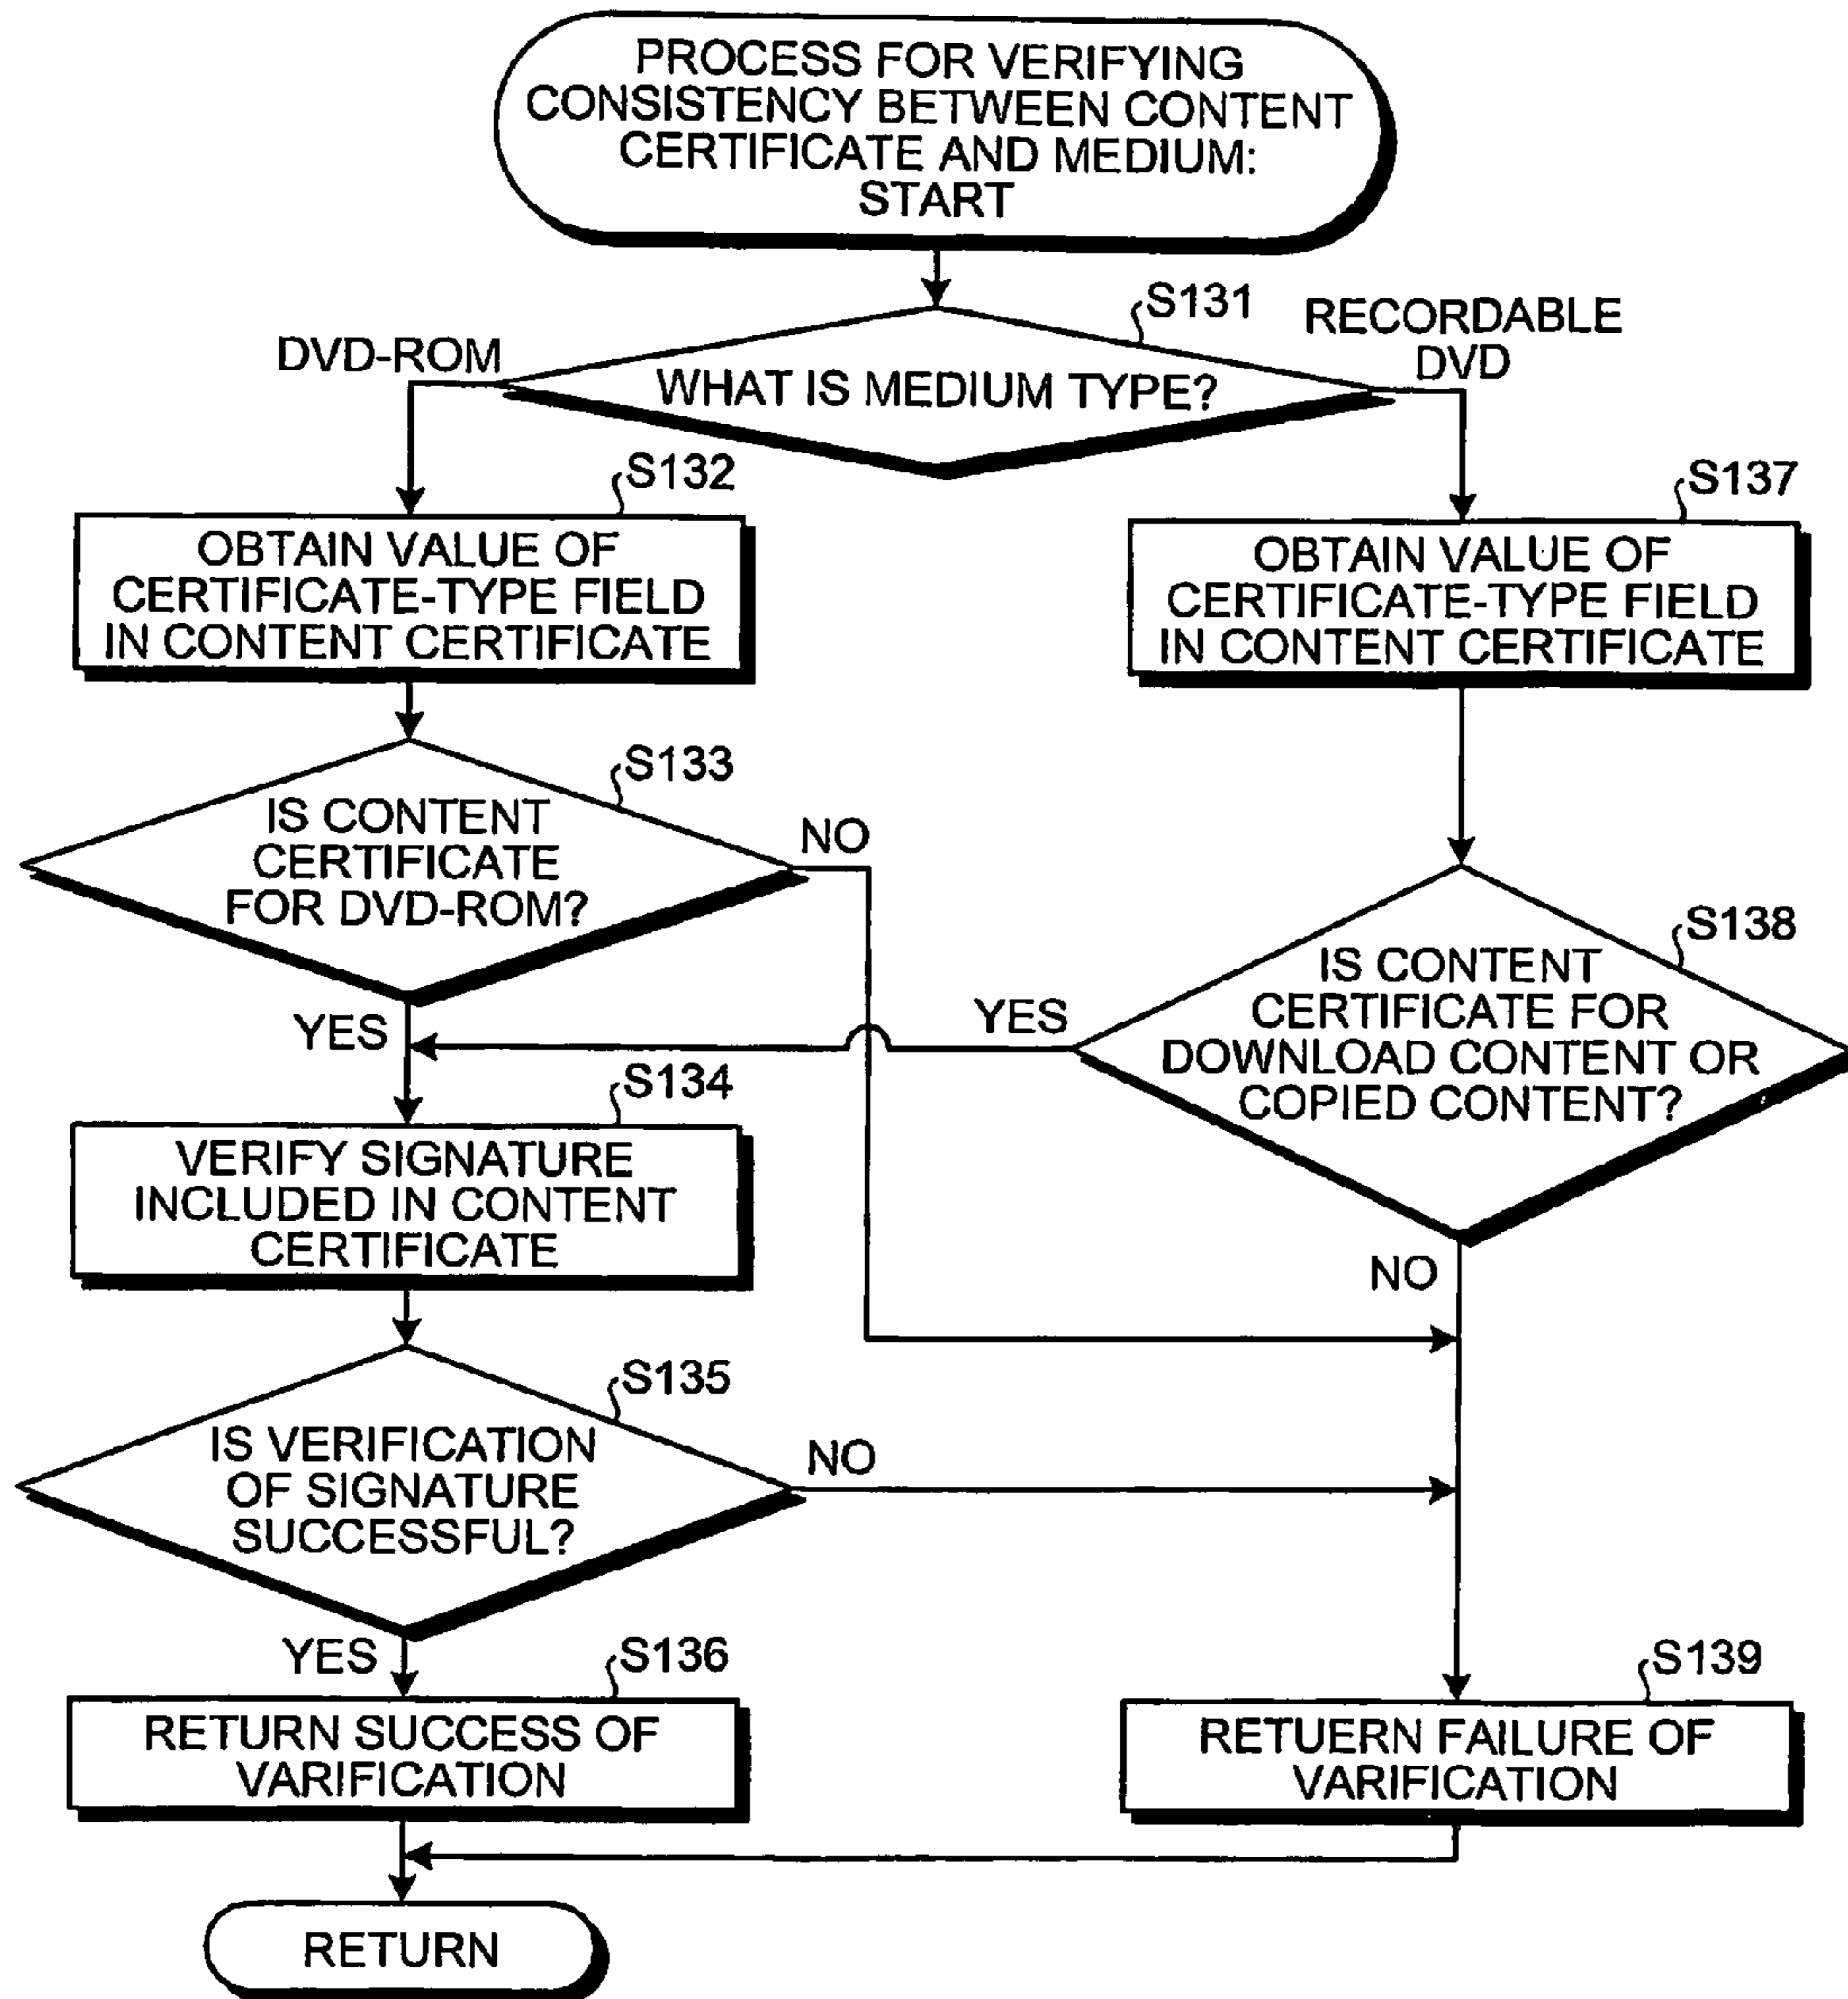 PROCESS FOR VERIFYING
CONSISTENCY BETWEEN CONTENT
CERTIFICATE AND MEDIUM:
START
S131
DVD-ROM
RECORDABLE
DVD
WHAT IS MEDIUM TYPE?
S132
OBTAIN VALUE OF
CERTIFICATE-TYPE FIELD
IN CONTENT CERTIFICATE
S137
OBTAIN VALUE OF
CERTIFICATE-TYPE FIELD
IN CONTENT CERTIFICATE
S133
IS CONTENT
CERTIFICATE
FOR DVD-ROM?
NO
YES
S138
IS CONTENT
CERTIFICATE FOR
DOWNLOAD CONTENT OR
COPIED CONTENT?
YES
NO
S134
VERIFY SIGNATURE
INCLUDED IN CONTENT
CERTIFICATE
S135
IS VERIFICATION
OF SIGNATURE
SUCCESSFUL?
NO
YES
S136
RETURN SUCCESS OF
VARIFICATION
S139
RETUERN FAILURE OF
VARIFICATION
RETURN